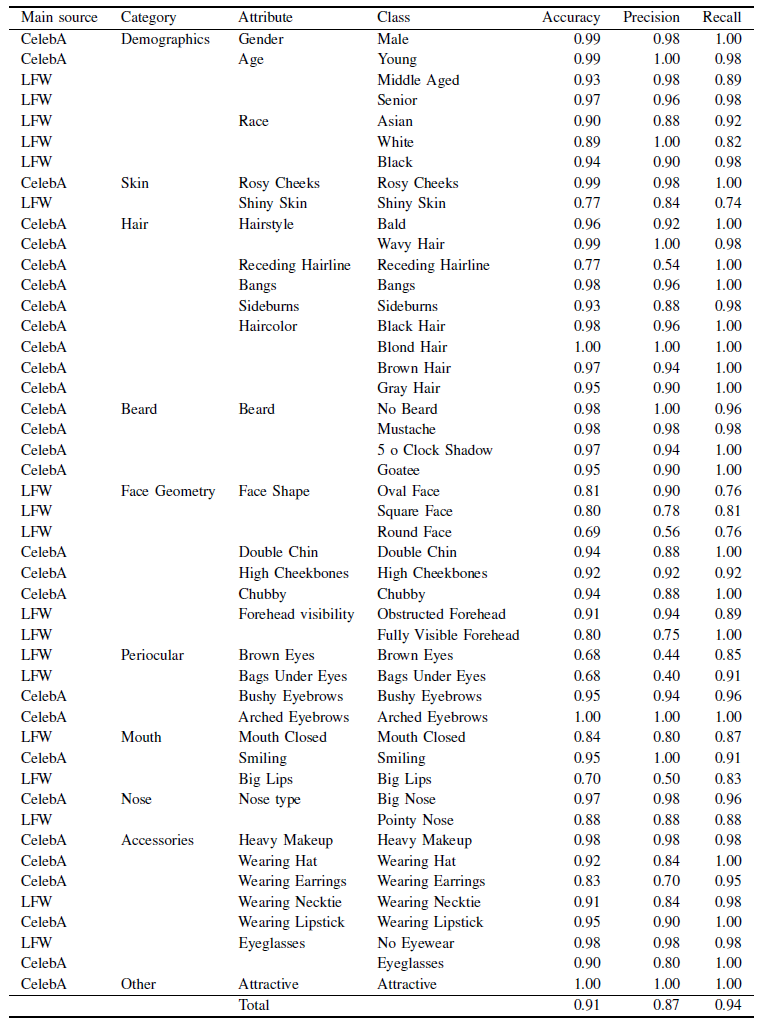 Main source Category Attribute Class Accuracy Precision Recall
CelebA Demographics Gender Male 0.99 0.98 1.00
CelebA Age Young 0.99 1.00 0.98
LFW Middle Aged 0.93 0.98 0.89
LFW Senior 0.97 0.96 0.98
LFW Race Asian 0.90 0.88 0.92
LFW White 0.89 1.00 0.82
LFW Black 0.94 0.90 0.98
CelebA Skin Rosy Cheeks Rosy Cheeks 0.99 0.98 1.00
LFW Shiny Skin Shiny Skin 0.77 0.84 0.74
CelebA Hair Hairstyle Bald 0.96 0.92 1.00
CelebA Wavy Hair 0.99 1.00 0.98
CelebA Receding Hairline Receding Hairline 0.77 0.54 1.00
CelebA Bangs Bangs 0.98 0.96 1.00
CelebA Sideburns Sideburns 0.93 0.88 0.98
CelebA Haircolor Black Hair 0.98 0.96 1.00
CelebA Blond Hair 1.00 1.00 1.00
CelebA Brown Hair 0.97 0.94 1.00
CelebA Gray Hair 0.95 0.90 1.00
CelebA Beard Beard No Beard 0.98 1.00 0.96
CelebA Mustache 0.98 0.98 0.98
CelebA 5 o Clock Shadow 0.97 0.94 1.00
CelebA Goatee 0.95 0.90 1.00
LFW Face Geometry Face Shape Oval Face 0.81 0.90 0.76
LFW Square Face 0.80 0.78 0.81
LFW Round Face 0.69 0.56 0.76
CelebA Double Chin Double Chin 0.94 0.88 1.00
CelebA High Cheekbones High Cheekbones 0.92 0.92 0.92
CelebA Chubby Chubby 0.94 0.88 1.00
LFW Forehead visibility Obstructed Forehead 0.91 0.94 0.89
LFW Fully Visible Forehead 0.80 0.75 1.00
LFW Periocular Brown Eyes Brown Eyes 0.68 0.44 0.85
LFW Bags Under Eyes Bags Under Eyes 0.68 0.40 0.91
CelebA Bushy Eyebrows Bushy Eyebrows 0.95 0.94 0.96
CelebA Arched Eyebrows Arched Eyebrows 1.00 1.00 1.00
LFW Mouth Mouth Closed Mouth Closed 0.84 0.80 0.87
CelebA Smiling Smiling 0.95 1.00 0.91
LFW Big Lips Big Lips 0.70 0.50 0.83
CelebA Nose Nose type Big Nose 0.97 0.98 0.96
LFW Pointy Nose 0.88 0.88 0.88
CelebA Accessories Heavy Makeup Heavy Makeup 0.98 0.98 0.98
CelebA Wearing Hat Wearing Hat 0.92 0.84 1.00
CelebA Wearing Earrings Wearing Earrings 0.83 0.70 0.95
LFW Wearing Necktie Wearing Necktie 0.91 0.84 0.98
CelebA Wearing Lipstick Wearing Lipstick 0.95 0.90 1.00
LFW Eyeglasses No Eyewear 0.98 0.98 0.98
CelebA Eyeglasses 0.90 0.80 1.00
CelebA Other Attractive Attractive 1.00 1.00 1.00
Total 0.91 0.87 0.94